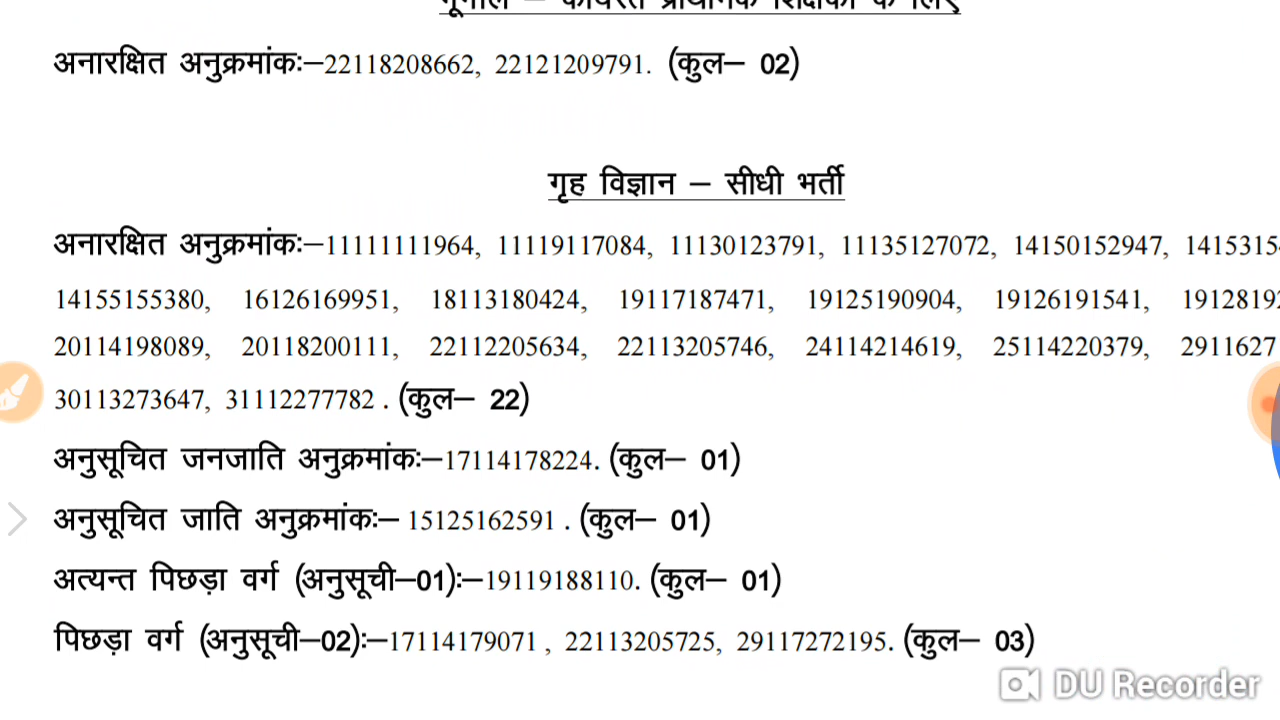 भूगोल – कार्यरत प्राथमिक शिक्षकों के लिए
अनारक्षित अनुक्रमांकः–22118208662, 22121209791. (कुल– 02)
गृह विज्ञान – सीधी भर्ती
अनारक्षित अनुक्रमांकः–11111111964, 11119117084, 11130123791, 11135127072, 14150152947,
14155155380, 16126169951, 18113180424, 19117187471, 19125190904, 19126191541,
20114198089, 20118200111, 22112205634, 22113205746, 24114214619, 25114220379,
30113273647, 31112277782 . (कुल– 22)
अनुसूचित जनजाति अनुक्रमांकः–17114178224. (कुल– 01)
अनुसूचित जाति अनुक्रमांकः– 15125162591 . (कुल– 01)
अत्यन्त पिछड़ा वर्ग (अनुसूची–01):–19119188110. (कुल– 01)
पिछड़ा वर्ग (अनुसूची–02):–17114179071 , 22113205725, 29117272195. (कुल– 03)
DU Recorder